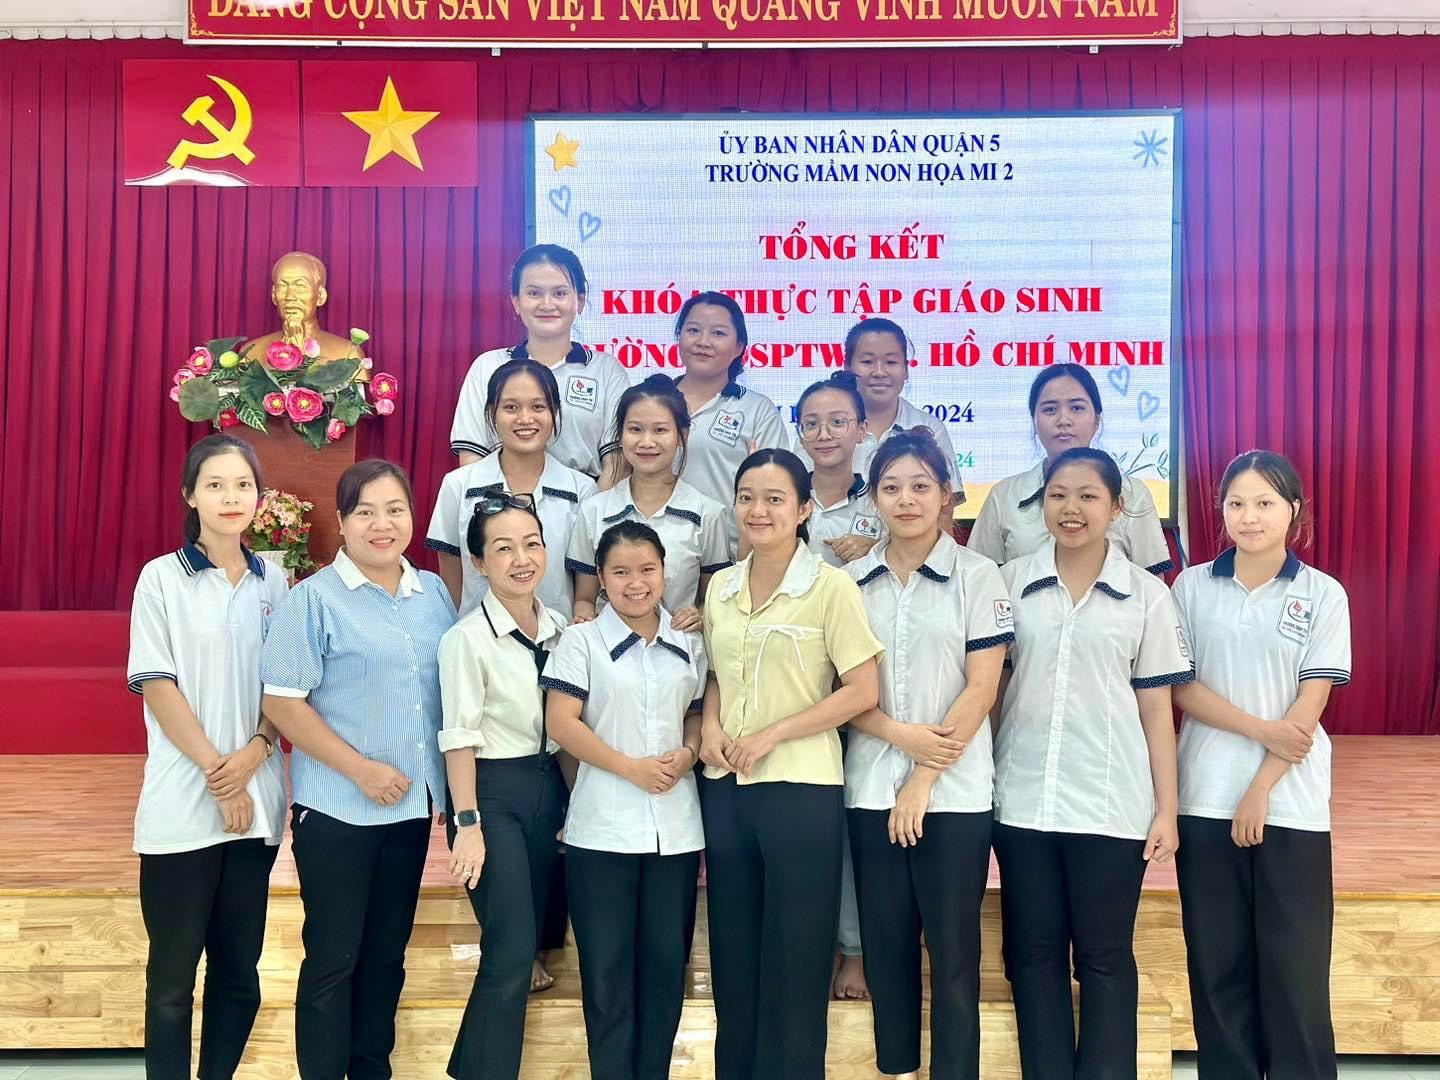 ĐẢNG CỘNG SẢN VIỆT NAM QUANG VINH MUÔN NĂM
ỦY BAN NHÂN DÂN QUẬN 5
TRƯỜNG MẦM NON HỌA MI 2
TỔNG KẾT
KHÓA THỰC TẬP GIÁO SINH
HỒ CHÍ MINH
2024